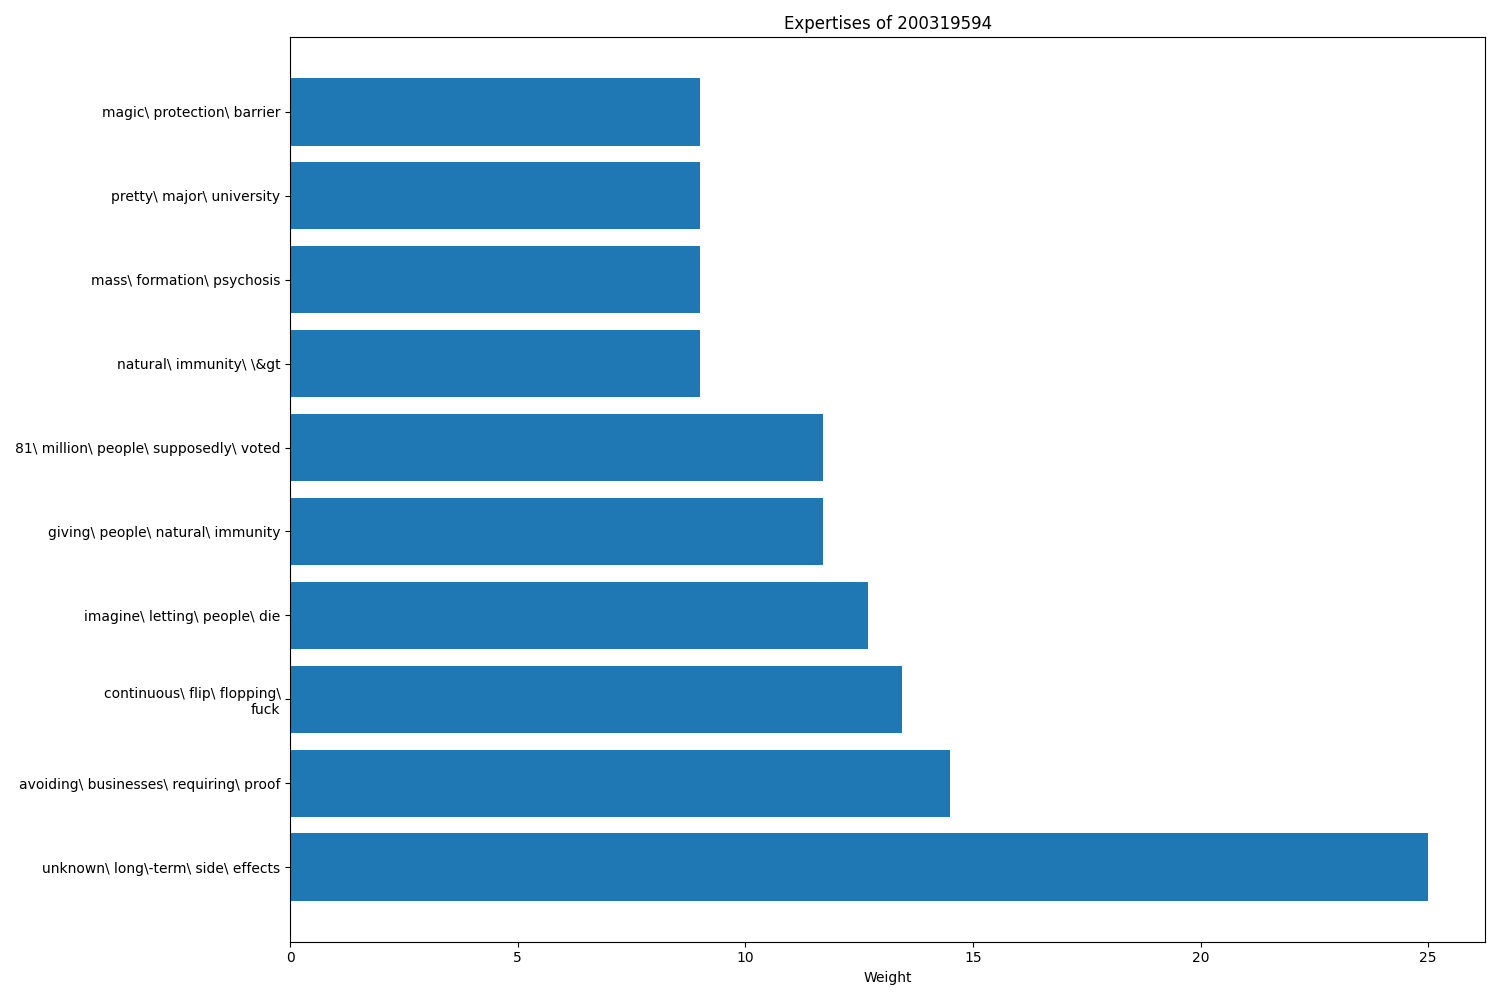 Expertises of 200319594
magic\ protection\ barrier
pretty\ major\ university
mass\ formation\ psychosis
natural\ immunity\ \&gt
81\ million\ people\ supposedly\ voted
giving\ people\ natural\ immunity
imagine\ letting\ people\ die
continuous\ flip\ flopping\
fuck
avoiding\ businesses\ requiring\ proof
unknown\ long\-term\ side\ effects
0 5 10 15 20 25
Weight